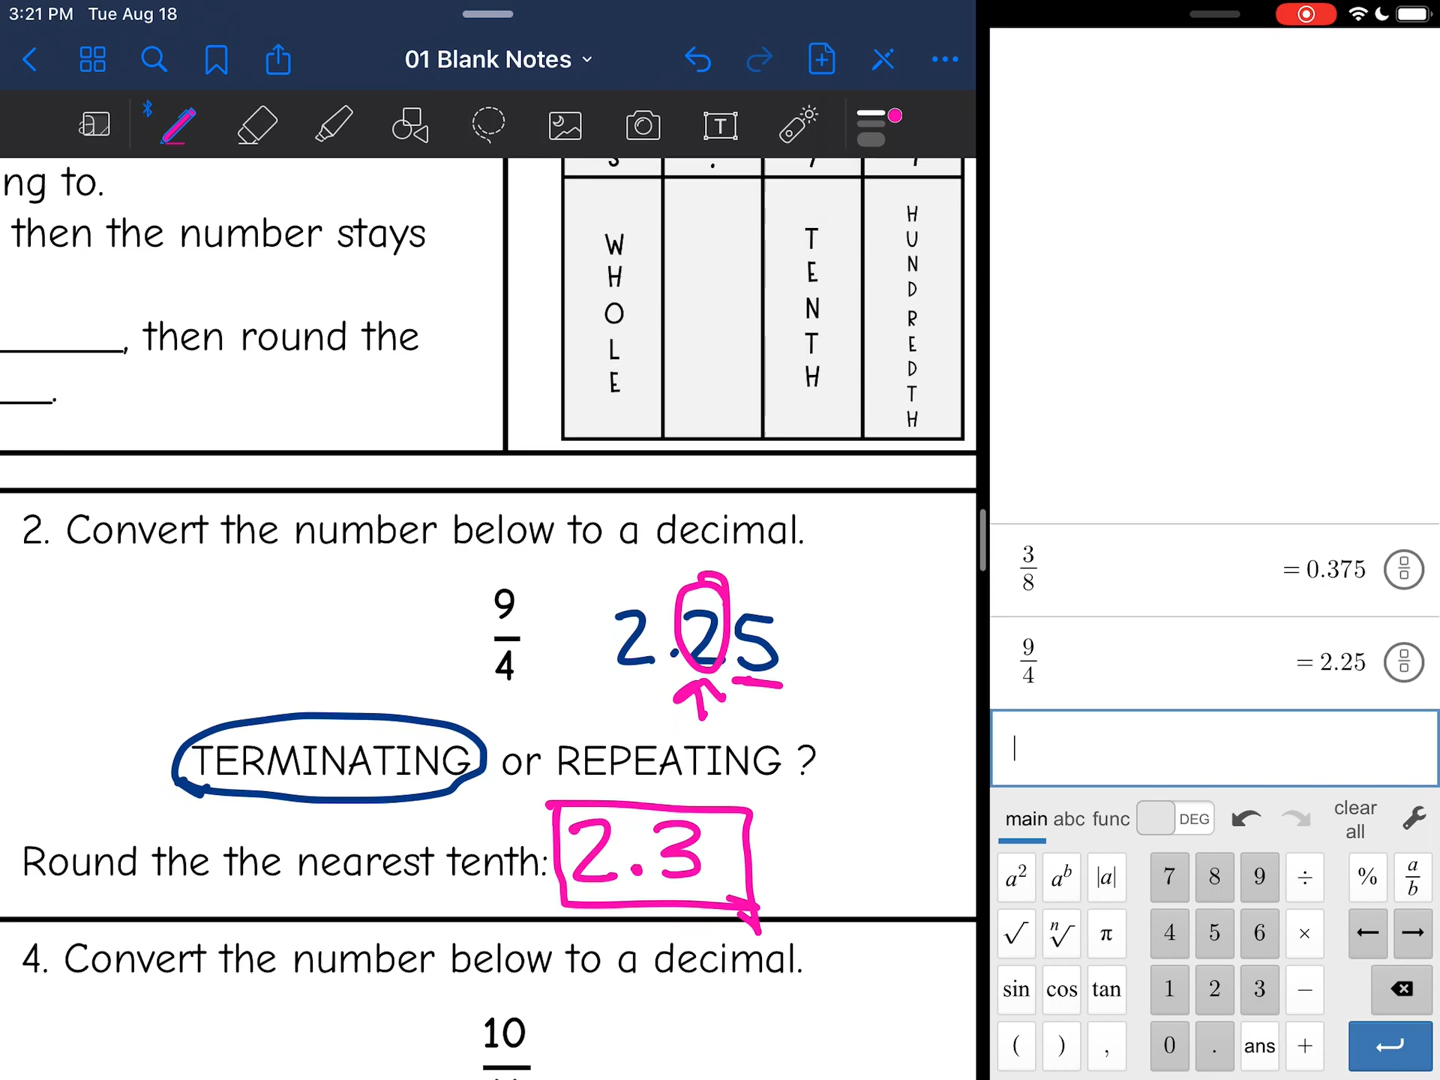 3:21 PM Tue Aug 18
01 Blank Notes
T
ng to.
then the number stays
, then round the
.
WHOLE
TENTH
HUNDREDTH
2. Convert the number below to a decimal.
9
4
2.25
TERMINATING or REPEATING ?
Round the the nearest tenth: 2.3
4. Convert the number below to a decimal.
10
3/8 = 0.375
9/4 = 2.25
main abc func DEG clear all
a² aᵇ |a| 7 8 9 ÷ % a/b
√ ⁿ√ π 4 5 6 × ← →
sin cos tan 1 2 3 −
( ) , 0 . ans +